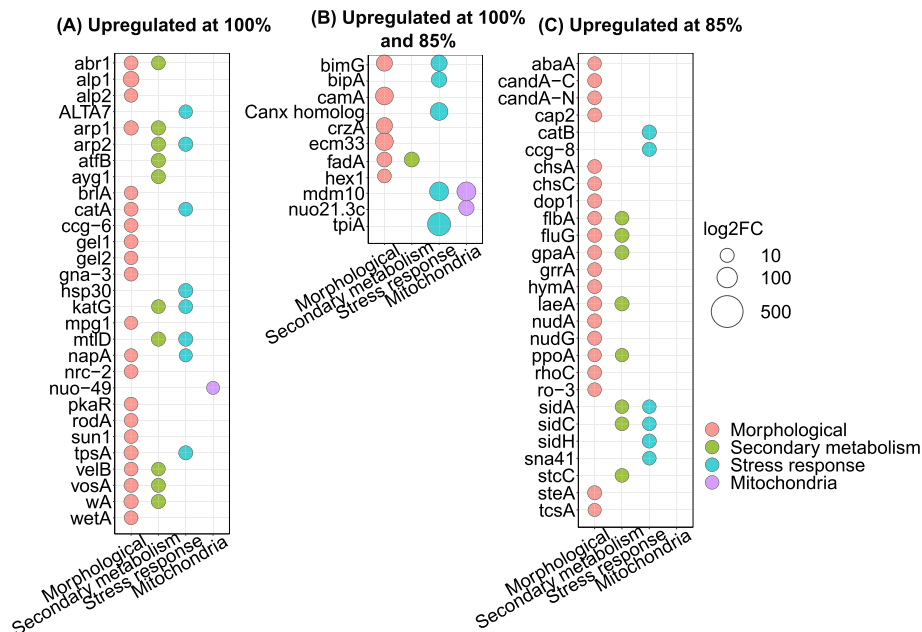 (A) Upregulated at 100%
abr1
alp1
alp2
ALTA7
arp1
arp2
atfB
ayg1
brlA
catA
ccg-6
gel1
gel2
gna-3
hsp30
katG
mpg1
mtlD
napA
nrc-2
nuo-49
pkaR
rodA
sun1
tpsA
velB
vosA
wA
wetA
Morphological
Secondary metabolism
Stress response
Mitochondria
(B) Upregulated at 100%
and 85%
bimG
bipA
camA
Canx homolog
crzA
ecm33
fadA
hex1
mdm10
nuo21.3c
tpiA
Morphological
Secondary metabolism
Stress response
Mitochondria
(C) Upregulated at 85%
abaA
candA-C
candA-N
cap2
catB
ccg-8
chsA
chsC
dop1
flbA
fluG
gpaA
grrA
hymA
laeA
nudA
nudG
ppoA
rhoC
ro-3
sidA
sidC
sidH
sna41
stcC
steA
tcsA
Morphological
Secondary metabolism
Stress response
Mitochondria
log2FC
10
100
500
Morphological
Secondary metabolism
Stress response
Mitochondria